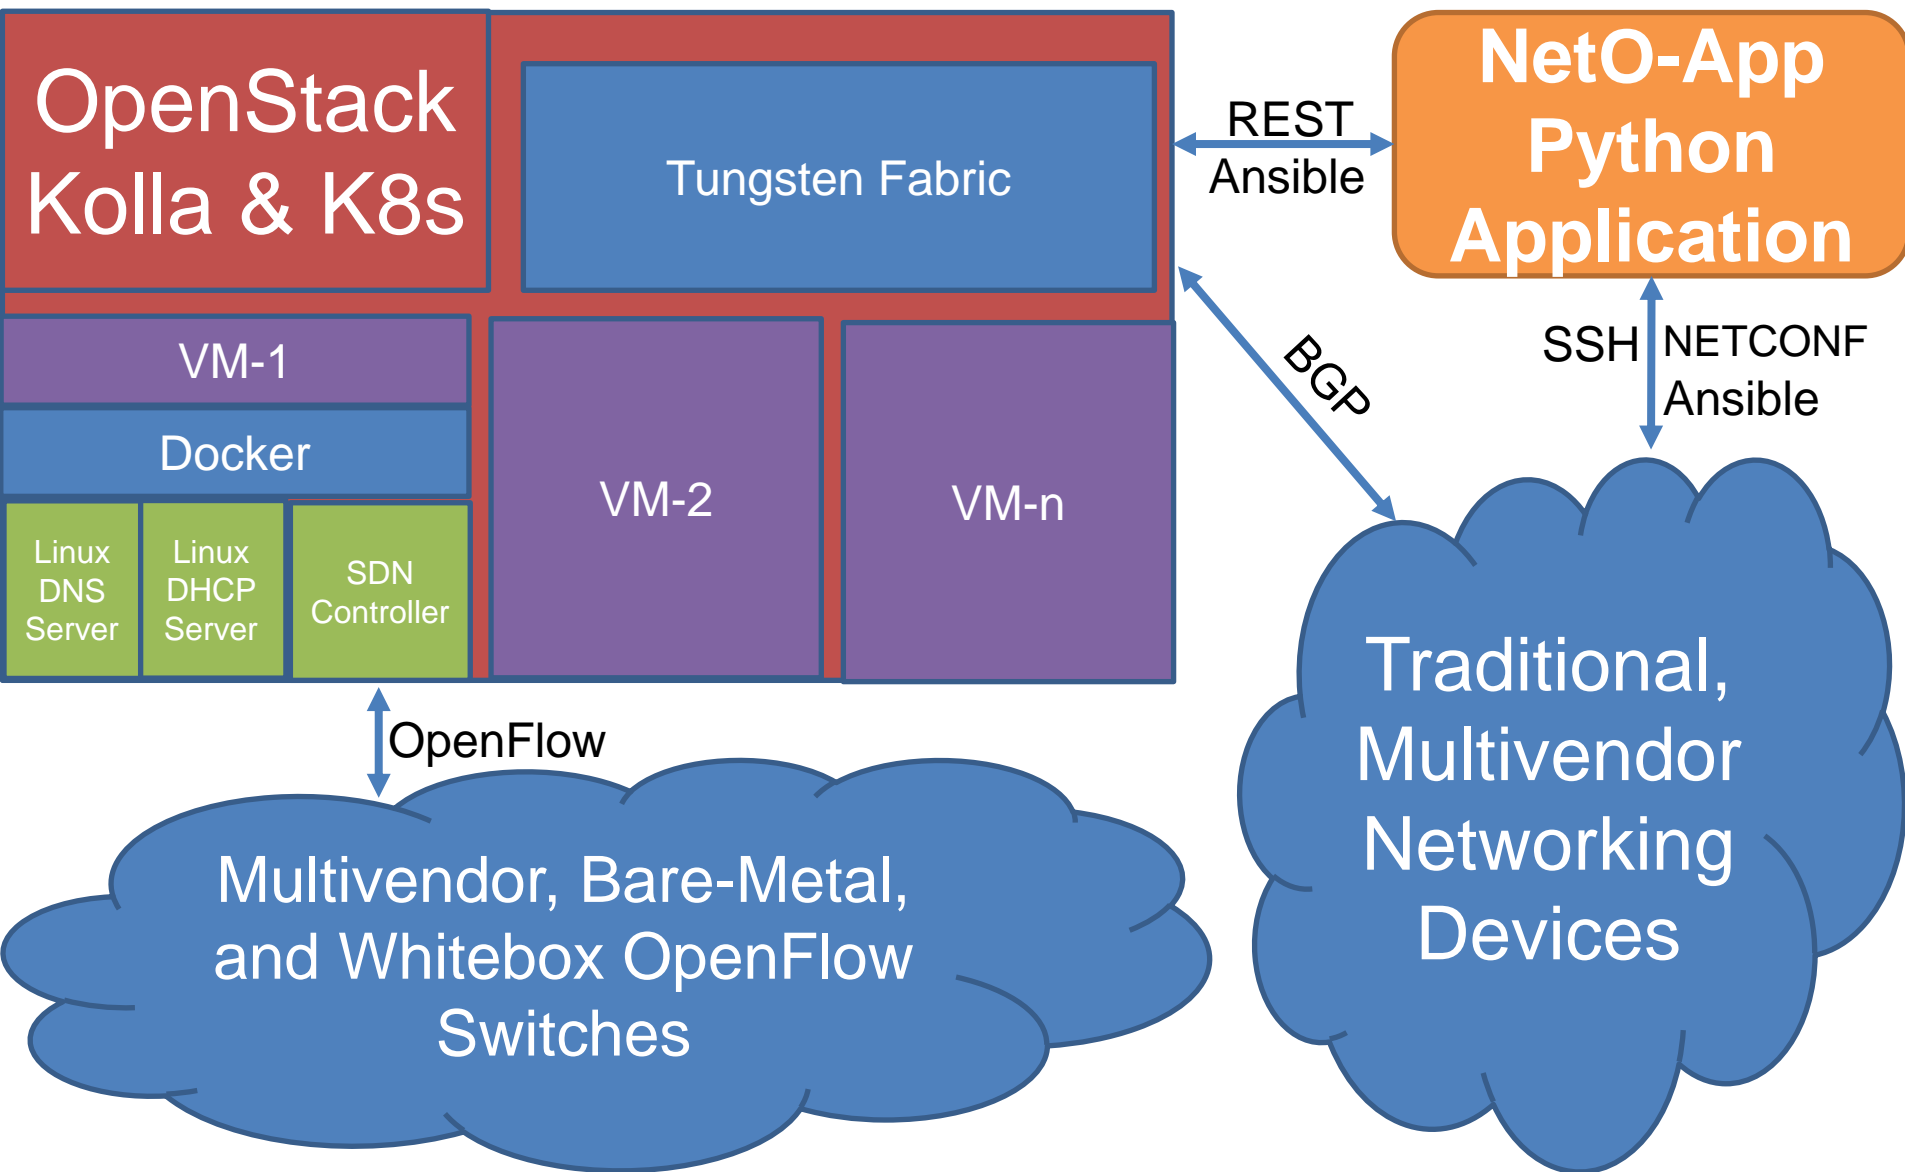 OpenStack
Kolla & K8s
Tungsten Fabric
REST
Ansible
NetO-App
Python
Application
VM-1
Docker
Linux
DNS
Server
Linux
DHCP
Server
SDN
Controller
VM-2
VM-n
BGP
SSH
NETCONF
Ansible
OpenFlow
Multivendor, Bare-Metal,
and Whitebox OpenFlow
Switches
Traditional,
Multivendor
Networking
Devices